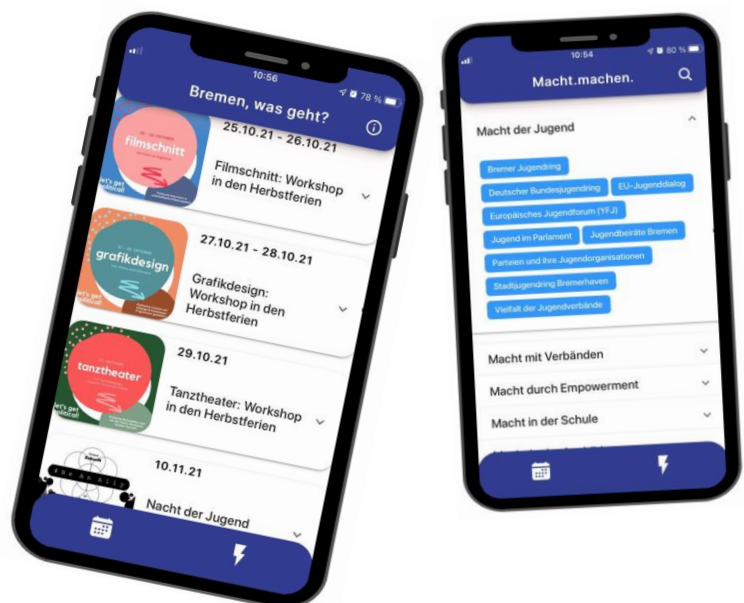 10:56
78 %
Bremen, was geht?
filmschnitt
let's get
political!
25.10.21 - 26.10.21
Filmschnitt: Workshop
in den Herbstferien
grafikdesign
let's get
political!
27.10.21 - 28.10.21
Grafikdesign:
Workshop in den
Herbstferien
tanztheater
let's get
political!
29.10.21
Tanztheater: Workshop
in den Herbstferien
Zukunft
10.11.21
Nacht der Jugend
10:54
80 %
Macht.machen.
Macht der Jugend
Bremer Jugendring
Deutscher Bundesjugendring EU-Jugenddialog
Europäisches Jugendforum (YFJ)
Jugend im Parlament Jugendbeiräte Bremen
Parteien und ihre Jugendorganisationen
Stadtjugendring Bremerhaven
Vielfalt der Jugendverbände
Macht mit Verbänden
Macht durch Empowerment
Macht in der Schule